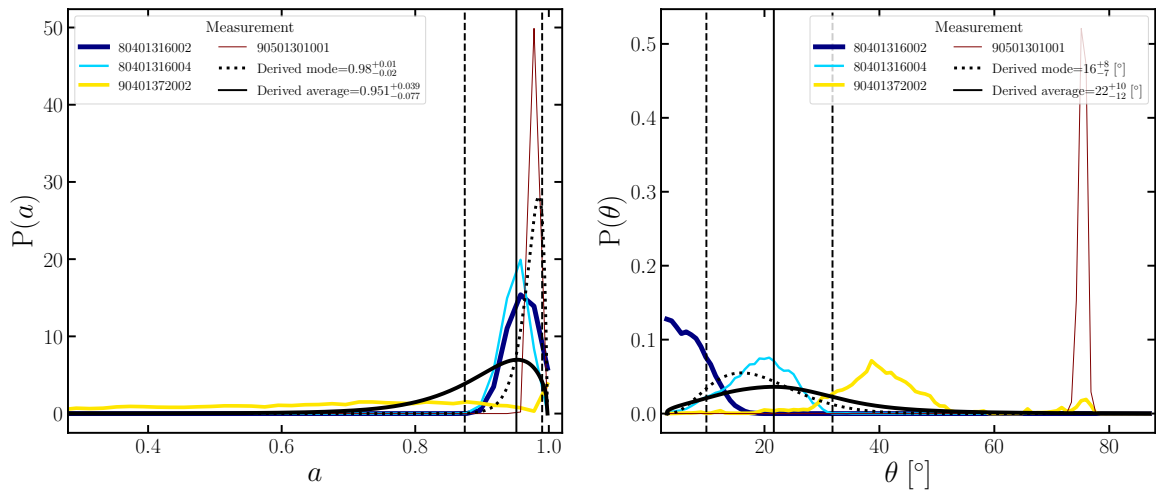 Measurement
80401316002
80401316004
90401372002
90501301001
Derived mode=0.98$^{+0.01}_{-0.02}$
Derived average=0.951$^{+0.039}_{-0.077}$
P(a)
50
40
30
20
10
0
0.4
0.6
0.8
1.0
a
Measurement
80401316002
80401316004
90401372002
90501301001
Derived mode=16$^{+8}_{-7}$ [°]
Derived average=22$^{+10}_{-12}$ [°]
P(θ)
0.5
0.4
0.3
0.2
0.1
0.0
20
40
60
80
θ [°]